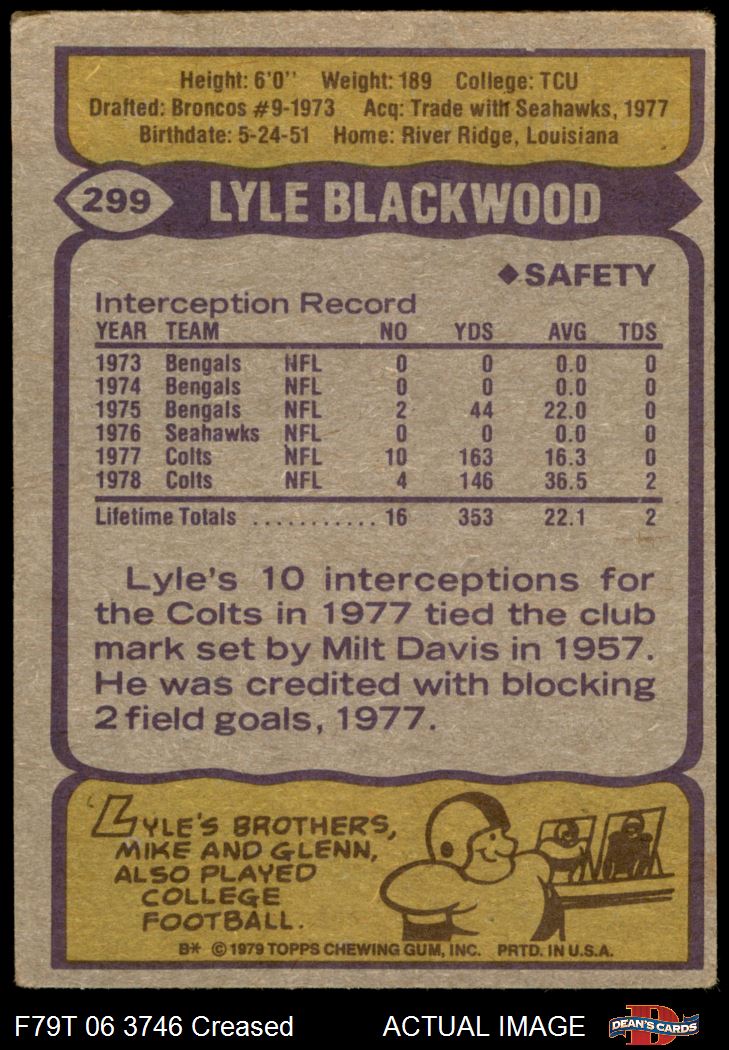 Height: 6'0'' Weight: 189 College: TCU
Drafted: Broncos #9-1973 Acq: Trade with Seahawks, 1977
Birthdate: 5-24-51 Home: River Ridge, Louisiana
299 LYLE BLACKWOOD
◆SAFETY
Interception Record
YEAR TEAM NO YDS AVG TDS
1973 Bengals NFL 0 0 0.0 0
1974 Bengals NFL 0 0 0.0 0
1975 Bengals NFL 2 44 22.0 0
1976 Seahawks NFL 0 0 0.0 0
1977 Colts NFL 10 163 16.3 0
1978 Colts NFL 4 146 36.5 2
Lifetime Totals ........... 16 353 22.1 2
Lyle's 10 interceptions for
the Colts in 1977 tied the club
mark set by Milt Davis in 1957.
He was credited with blocking
2 field goals, 1977.
LYLE'S BROTHERS,
MIKE AND GLENN,
ALSO PLAYED
COLLEGE
FOOTBALL.
B* © 1979 TOPPS CHEWING GUM, INC. PRTD. IN U.S.A.
F79T 06 3746 Creased ACTUAL IMAGE DEAN'S CARDS